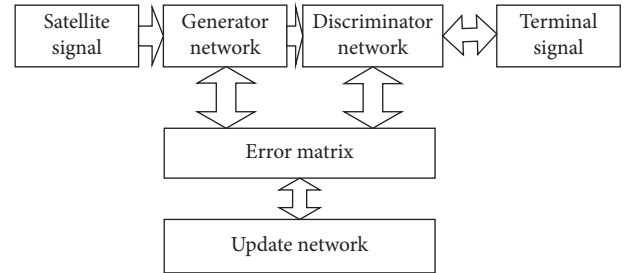 Satellite
signal
Generator
network
Discriminator
network
Terminal
signal
Error matrix
Update network